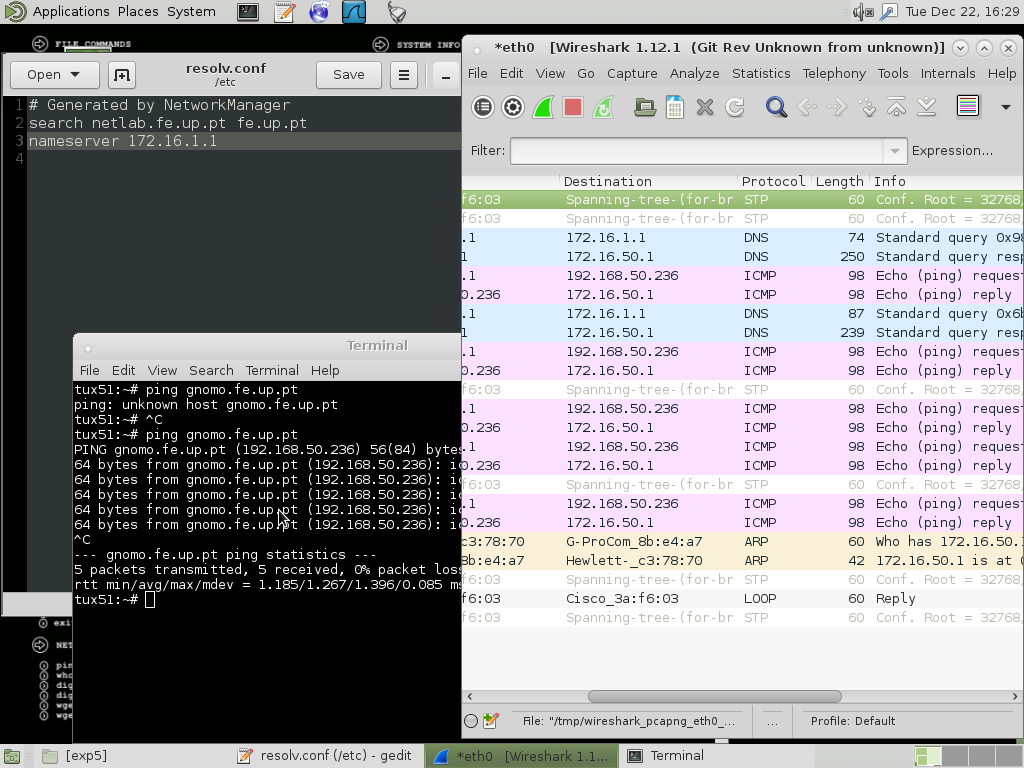 Applications Places System
Tue Dec 22, 16:29
FILE COMMANDS
SYSTEM INFO
Open
resolv.conf
/etc
Save
1 # Generated by NetworkManager
2 search netlab.fe.up.pt fe.up.pt
3 nameserver 172.16.1.1
4
*eth0 [Wireshark 1.12.1 (Git Rev Unknown from unknown)]
File Edit View Go Capture Analyze Statistics Telephony Tools Internals Help
Filter:
Expression...
Destination Protocol Length Info
f6:03 Spanning-tree-(for-br STP 60 Conf. Root = 32768,
f6:03 Spanning-tree-(for-br STP 60 Conf. Root = 32768,
.1 172.16.1.1 DNS 74 Standard query 0x98
1 172.16.50.1 DNS 250 Standard query resp
.1 192.168.50.236 ICMP 98 Echo (ping) reques
0.236 172.16.50.1 ICMP 98 Echo (ping) reply
.1 172.16.1.1 DNS 87 Standard query 0x6b
1 172.16.50.1 DNS 239 Standard query resp
.1 192.168.50.236 ICMP 98 Echo (ping) reques
0.236 172.16.50.1 ICMP 98 Echo (ping) reply
f6:03 Spanning-tree-(for-br STP 60 Conf. Root = 32768,
.1 192.168.50.236 ICMP 98 Echo (ping) reques
0.236 172.16.50.1 ICMP 98 Echo (ping) reply
.1 192.168.50.236 ICMP 98 Echo (ping) reques
0.236 172.16.50.1 ICMP 98 Echo (ping) reply
f6:03 Spanning-tree-(for-br STP 60 Conf. Root = 32768,
.1 192.168.50.236 ICMP 98 Echo (ping) reques
0.236 172.16.50.1 ICMP 98 Echo (ping) reply
c3:78:70 G-ProCom_8b:e4:a7 ARP 60 Who has 172.16.50.
8b:e4:a7 Hewlett-_c3:78:70 ARP 42 172.16.50.1 is at
f6:03 Spanning-tree-(for-br STP 60 Conf. Root = 32768,
f6:03 Cisco_3a:f6:03 LOOP 60 Reply
f6:03 Spanning-tree-(for-br STP 60 Conf. Root = 32768,
File: "/tmp/wireshark_pcapng_eth0_... ... Profile: Default
Terminal
File Edit View Search Terminal Help
tux51:~# ping gnomo.fe.up.pt
ping: unknown host gnomo.fe.up.pt
tux51:~# ^C
tux51:~# ping gnomo.fe.up.pt
PING gnomo.fe.up.pt (192.168.50.236) 56(84) bytes
64 bytes from gnomo.fe.up.pt (192.168.50.236): ic
64 bytes from gnomo.fe.up.pt (192.168.50.236): ic
64 bytes from gnomo.fe.up.pt (192.168.50.236): ic
64 bytes from gnomo.fe.up.pt (192.168.50.236): ic
64 bytes from gnomo.fe.up.pt (192.168.50.236): ic
^C
--- gnomo.fe.up.pt ping statistics ---
5 packets transmitted, 5 received, 0% packet loss
rtt min/avg/max/mdev = 1.185/1.267/1.396/0.085 ms
tux51:~#
exi
NET
pin
who
dig
dig
wge
wge
[exp5]
resolv.conf (/etc) - gedit
*eth0 [Wireshark 1.1...
Terminal